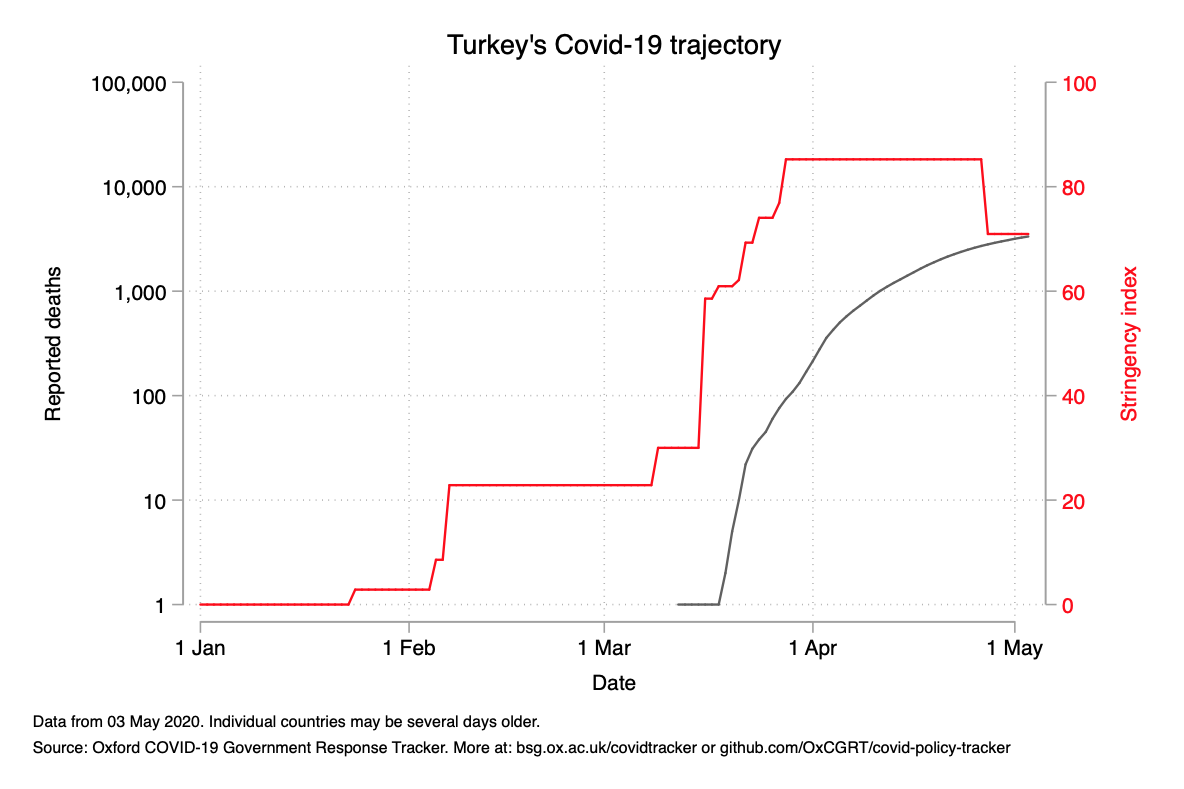 Turkey's Covid-19 trajectory
100,000
10,000
1,000
100
10
1
Reported deaths
100
80
60
40
20
0
Stringency index
1 Jan 1 Feb 1 Mar 1 Apr 1 May
Date
Data from 03 May 2020. Individual countries may be several days older.
Source: Oxford COVID-19 Government Response Tracker. More at: bsg.ox.ac.uk/covidtracker or github.com/OxCGRT/covid-policy-tracker